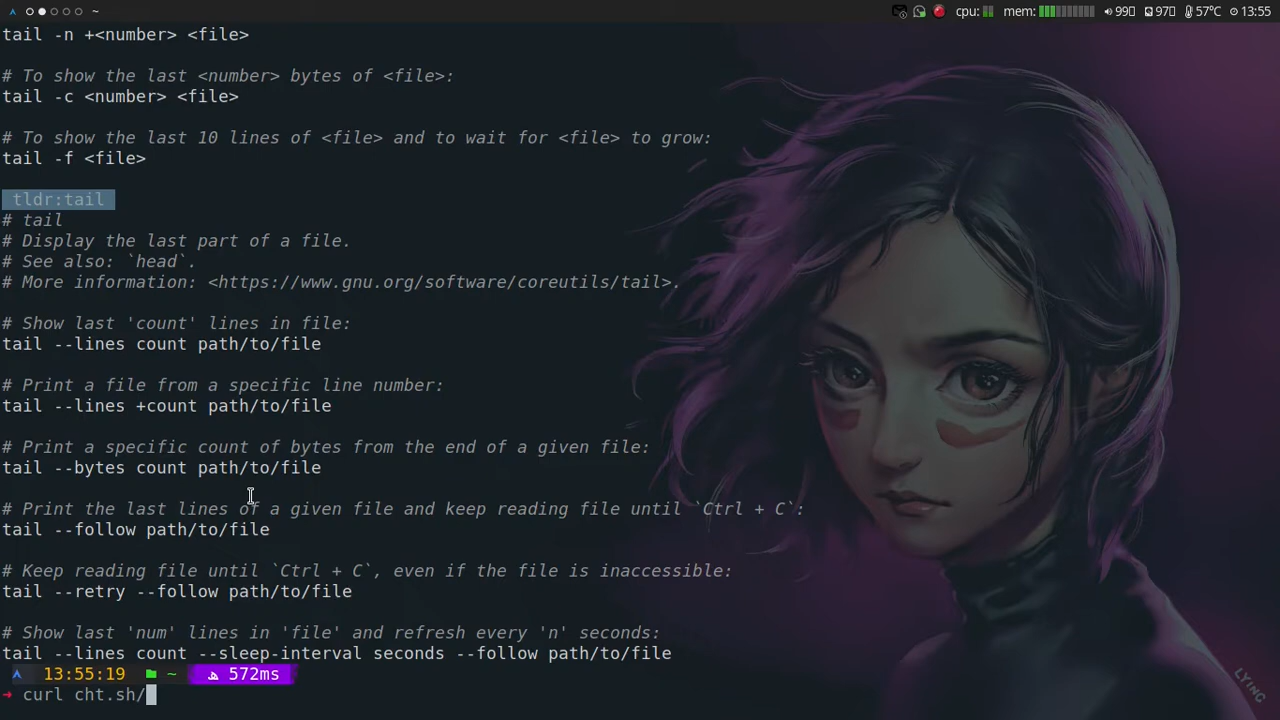 ~ cpu: mem: 99 97 57°C 13:55
tail -n +<number> <file>
# To show the last <number> bytes of <file>:
tail -c <number> <file>
# To show the last 10 lines of <file> and to wait for <file> to grow:
tail -f <file>
tldr:tail
# tail
# Display the last part of a file.
# See also: `head`.
# More information: <https://www.gnu.org/software/coreutils/tail>.
# Show last 'count' lines in file:
tail --lines count path/to/file
# Print a file from a specific line number:
tail --lines +count path/to/file
# Print a specific count of bytes from the end of a given file:
tail --bytes count path/to/file
# Print the last lines of a given file and keep reading file until `Ctrl + C`:
tail --follow path/to/file
# Keep reading file until `Ctrl + C`, even if the file is inaccessible:
tail --retry --follow path/to/file
# Show last 'num' lines in 'file' and refresh every 'n' seconds:
tail --lines count --sleep-interval seconds --follow path/to/file
13:55:19 ~ 572ms
➜ curl cht.sh/
LYING